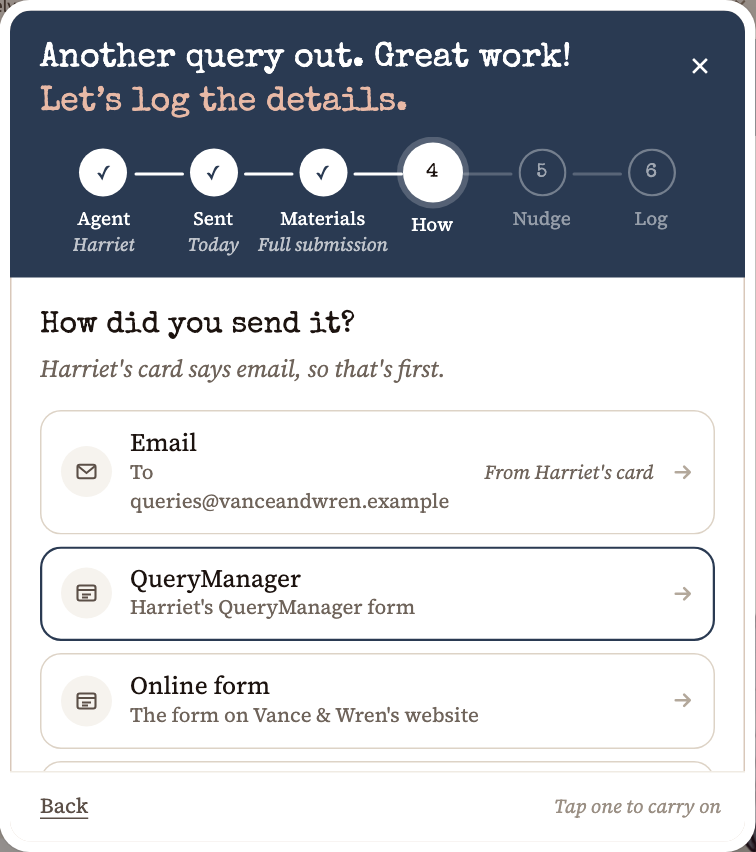 Another query out. Great work!
Let’s log the details.
4
5
6
Agent
Sent
Materials
How
Nudge
Log
Harriet
Today
Full submission
How did you send it?
Harriet's card says email, so that's first.
Email
To
queries@vanceandwren.example
From Harriet's card
QueryManager
Harriet's QueryManager form
Online form
The form on Vance & Wren's website
Back
Tap one to carry on